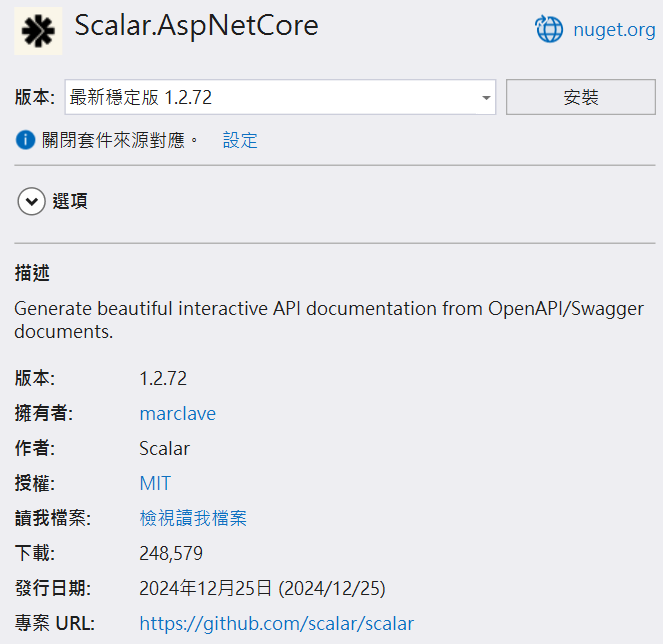 Scalar.AspNetCore
nuget.org
版本:
最新穩定版 1.2.72
安裝
關閉套件來源對應。 設定
選項
描述
Generate beautiful interactive API documentation from OpenAPI/Swagger
documents.
版本: 1.2.72
擁有者: marclave
作者: Scalar
授權: MIT
讀我檔案: 檢視讀我檔案
下載: 248,579
發行日期: 2024年12月25日 (2024/12/25)
專案 URL: https://github.com/scalar/scalar